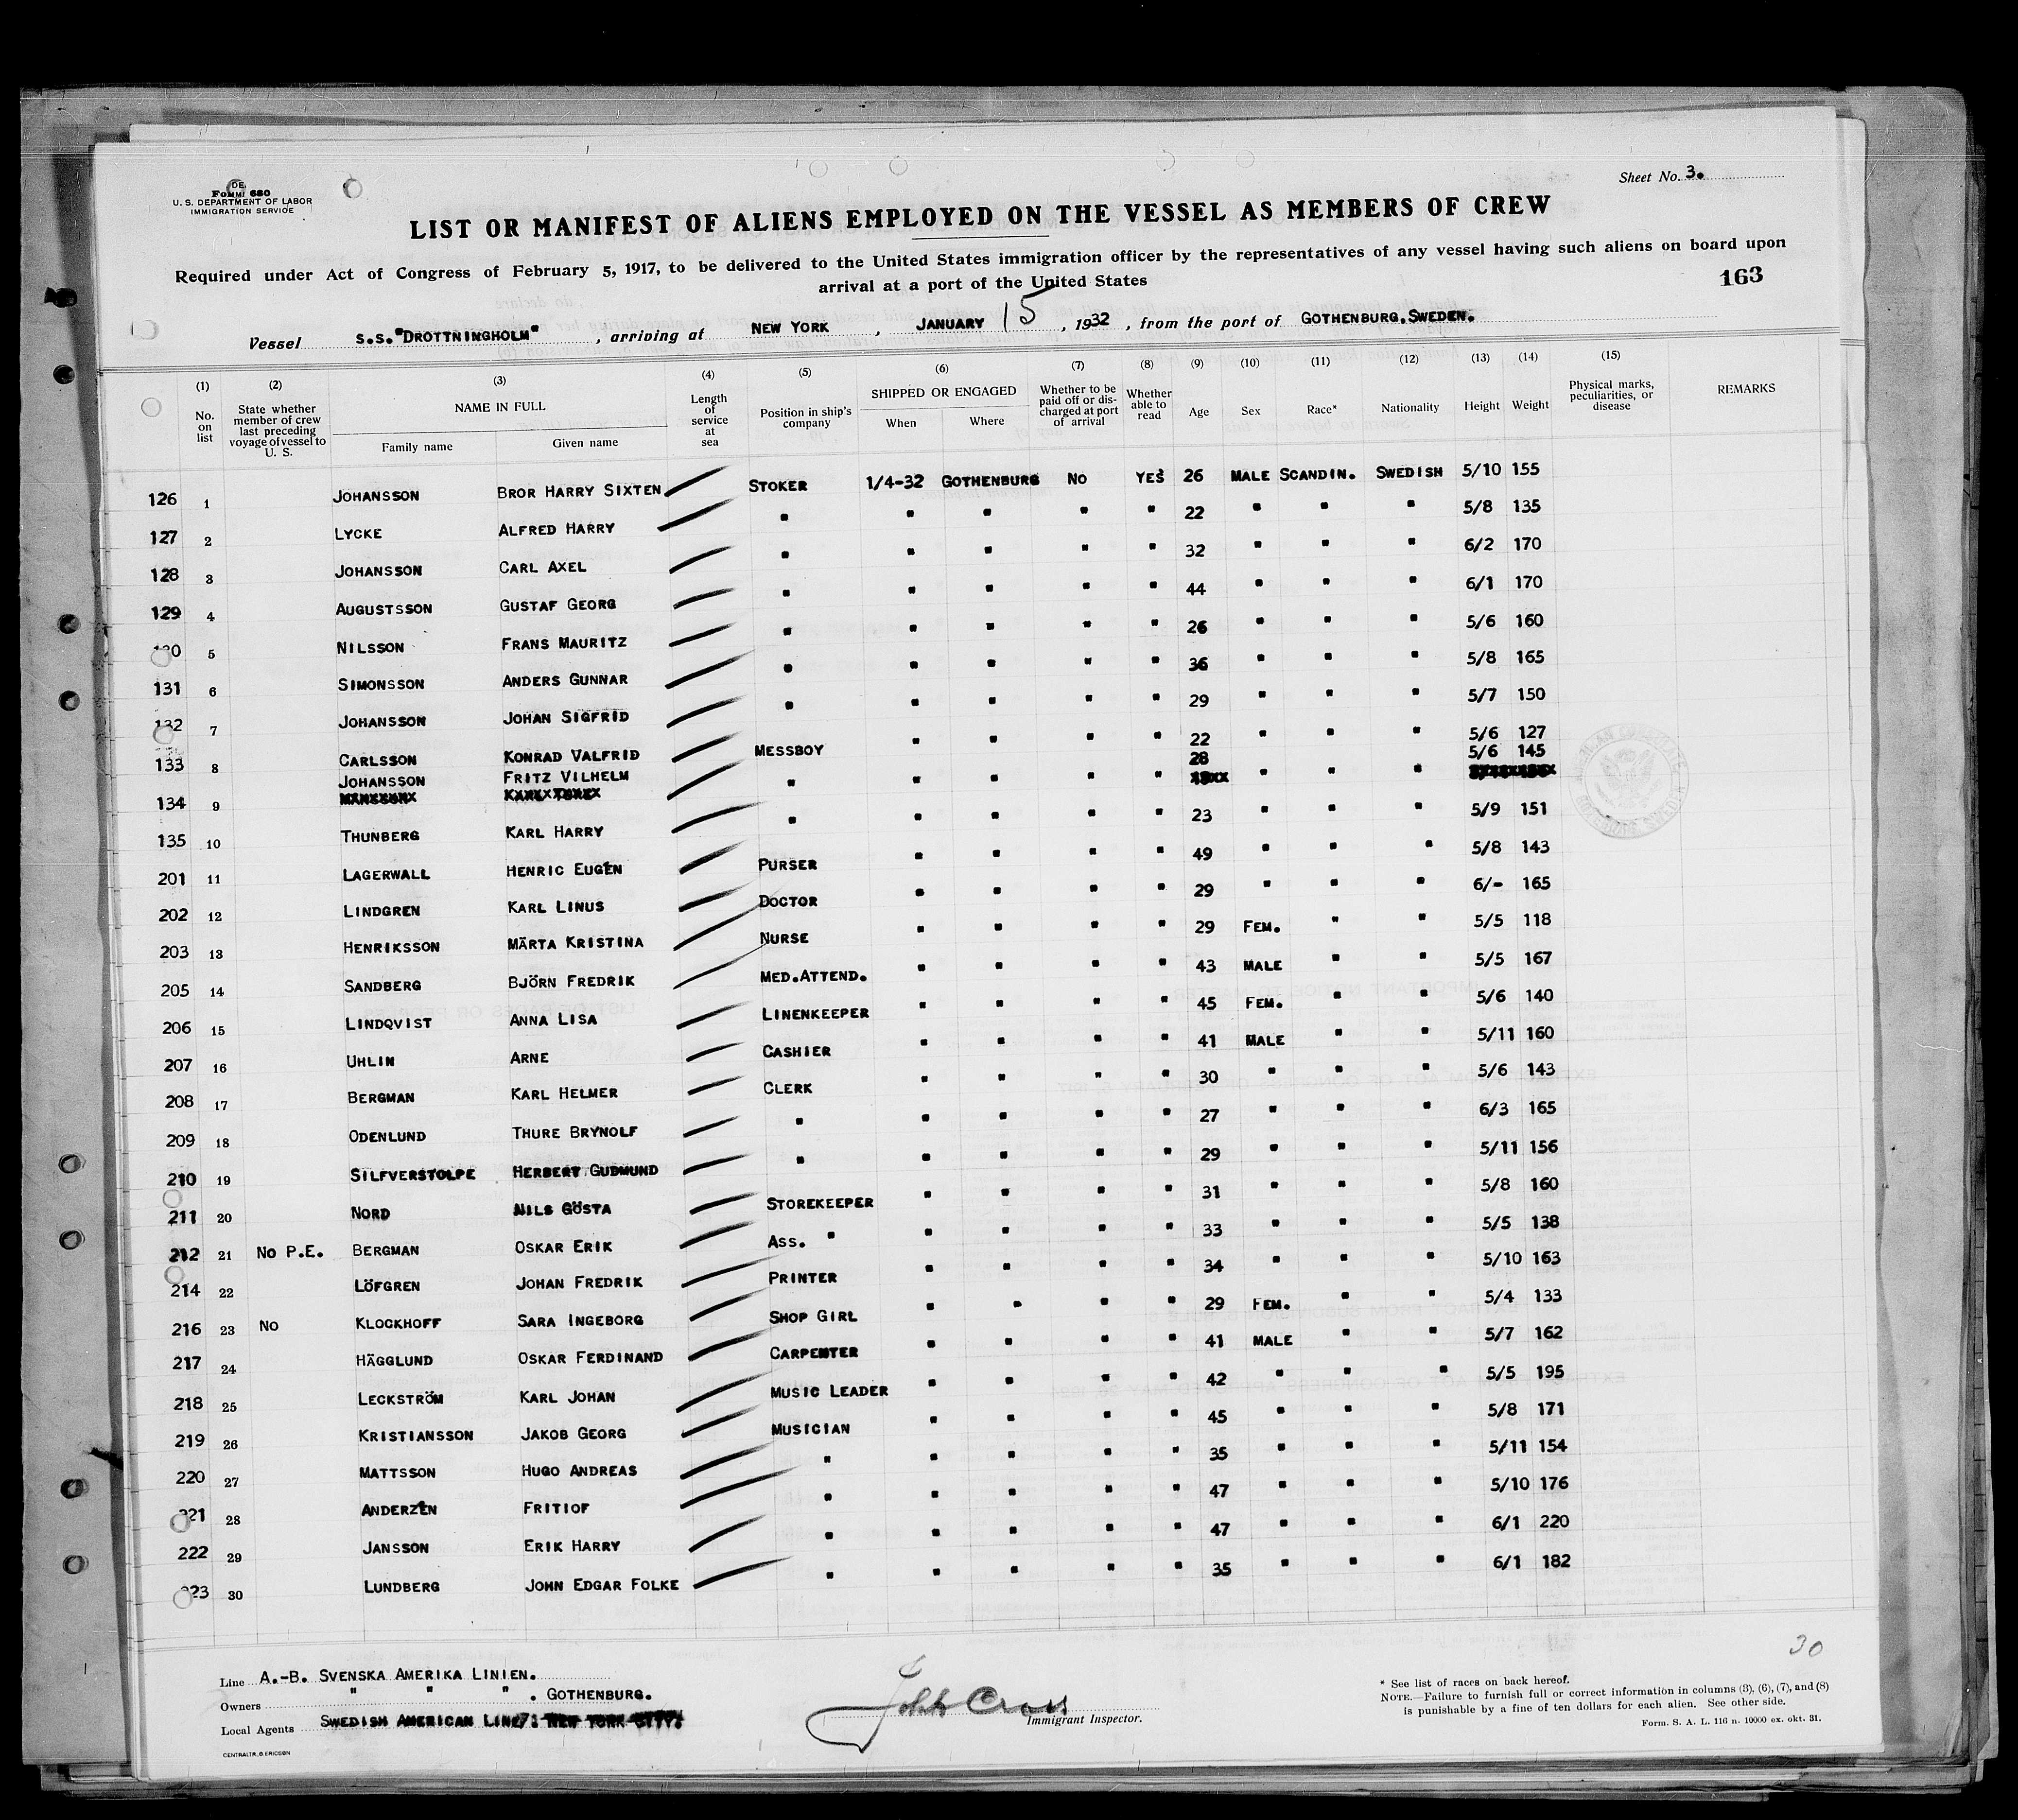 Sheet No. 3.
U. S. DEPARTMENT OF LABOR
IMMIGRATION SERVICE
LIST OR MANIFEST OF ALIENS EMPLOYED ON THE VESSEL AS MEMBERS OF CREW
Required under Act of Congress of February 5, 1917, to be delivered to the United States immigration officer by the representatives of any vessel having such aliens on board upon
arrival at a port of the United States
163
Vessel S.S."DROTTNINGHOLM" , arriving at NEW YORK , JANUARY 15 , 1932 , from the port of GOTHENBURG,SWEDEN.
(1) (2) (3) (4) (5) (6) (7) (8) (9) (10) (11) (12) (13) (14) (15)
No. on list State whether member of crew last preceding voyage of vessel to U. S. NAME IN FULL Family name Given name Length of service at sea Position in ship's company SHIPPED OR ENGAGED When Where Whether to be paid off or discharged at port of arrival Whether able to read Age Sex Race* Nationality Height Weight Physical marks, peculiarities, or disease REMARKS
126 1 JOHANSSON BROR HARRY SIXTEN STOKER 1/4-32 GOTHENBURG NO YES 26 MALE SCANDIN. SWEDISH 5/10 155
127 2 LYCKE ALFRED HARRY " " " " " 22 " " " 5/8 135
128 3 JOHANSSON CARL AXEL " " " " " 32 " " " 6/2 170
129 4 AUGUSTSSON GUSTAF GEORG " " " " " 44 " " " 6/1 170
5 NILSSON FRANS MAURITZ " " " " " 26 " " " 5/6 160
131 6 SIMONSSON ANDERS GUNNAR " " " " " 36 " " " 5/8 165
132 7 JOHANSSON JOHAN SIGFRID " " " " " 29 " " " 5/7 150
133 8 CARLSSON KONRAD VALFRID MESSBOY " " " " 22 " " " 5/6 127
134 9 JOHANSSON FRITZ VILHELM " " " " " 28 " " " 5/6 145
135 10 THUNBERG KARL HARRY " " " " " 23 " " " 5/9 151
201 11 LAGERWALL HENRIC EUGÉN PURSER " " " " 49 " " " 5/8 143
202 12 LINDGREN KARL LINUS DOCTOR " " " " 29 " " " 6/- 165
203 13 HENRIKSSON MÄRTA KRISTINA NURSE " " " " 29 FEM. " " 5/5 118
205 14 SANDBERG BJÖRN FREDRIK MED.ATTEND. " " " " 43 MALE " " 5/5 167
206 15 LINDQVIST ANNA LISA LINENKEEPER " " " " 45 FEM. " " 5/6 140
207 16 UHLIN ARNE CASHIER " " " " 41 MALE " " 5/11 160
208 17 BERGMAN KARL HELMER CLERK " " " " 30 " " " 5/6 143
209 18 ODENLUND THURE BRYNOLF " " " " " 27 " " " 6/3 165
210 19 SILFVERSTOLPE HERBERT GUDMUND " " " " " 29 " " " 5/11 156
211 20 NORD NILS GÖSTA STOREKEEPER " " " " 31 " " " 5/8 160
212 21 NO P.E. BERGMAN OSKAR ERIK ASS. " " " " " 33 " " " 5/5 138
214 22 LÖFGREN JOHAN FREDRIK PRINTER " " " " 34 " " " 5/10 163
216 23 NO KLOCKHOFF SARA INGEBORG SHOP GIRL " " " " 29 FEM. " " 5/4 133
217 24 HÄGGLUND OSKAR FERDINAND CARPENTER " " " " 41 MALE " " 5/7 162
218 25 LECKSTRÖM KARL JOHAN MUSIC LEADER " " " " 42 " " " 5/5 195
219 26 KRISTIANSSON JAKOB GEORG MUSICIAN " " " " 45 " " " 5/8 171
220 27 MATTSSON HUGO ANDREAS " " " " " 35 " " " 5/11 154
221 28 ANDERZÉN FRITIOF " " " " " 47 " " " 5/10 176
222 29 JANSSON ERIK HARRY " " " " " 47 " " " 6/1 220
223 30 LUNDBERG JOHN EDGAR FOLKE " " " " " 35 " " " 6/1 182
30
Line A.-B. SVENSKA AMERIKA LINIEN.
Owners " " " . GOTHENBURG.
Local Agents SWEDISH AMERICAN LINE
CENTRALTR., G. ERICSON
John Cross
Immigrant Inspector.
* See list of races on back hereof.
NOTE.—Failure to furnish full or correct information in columns (3), (6), (7), and (8)
is punishable by a fine of ten dollars for each alien. See other side.
Form. S. A. L. 116 n. 10000 ex. okt. 31.